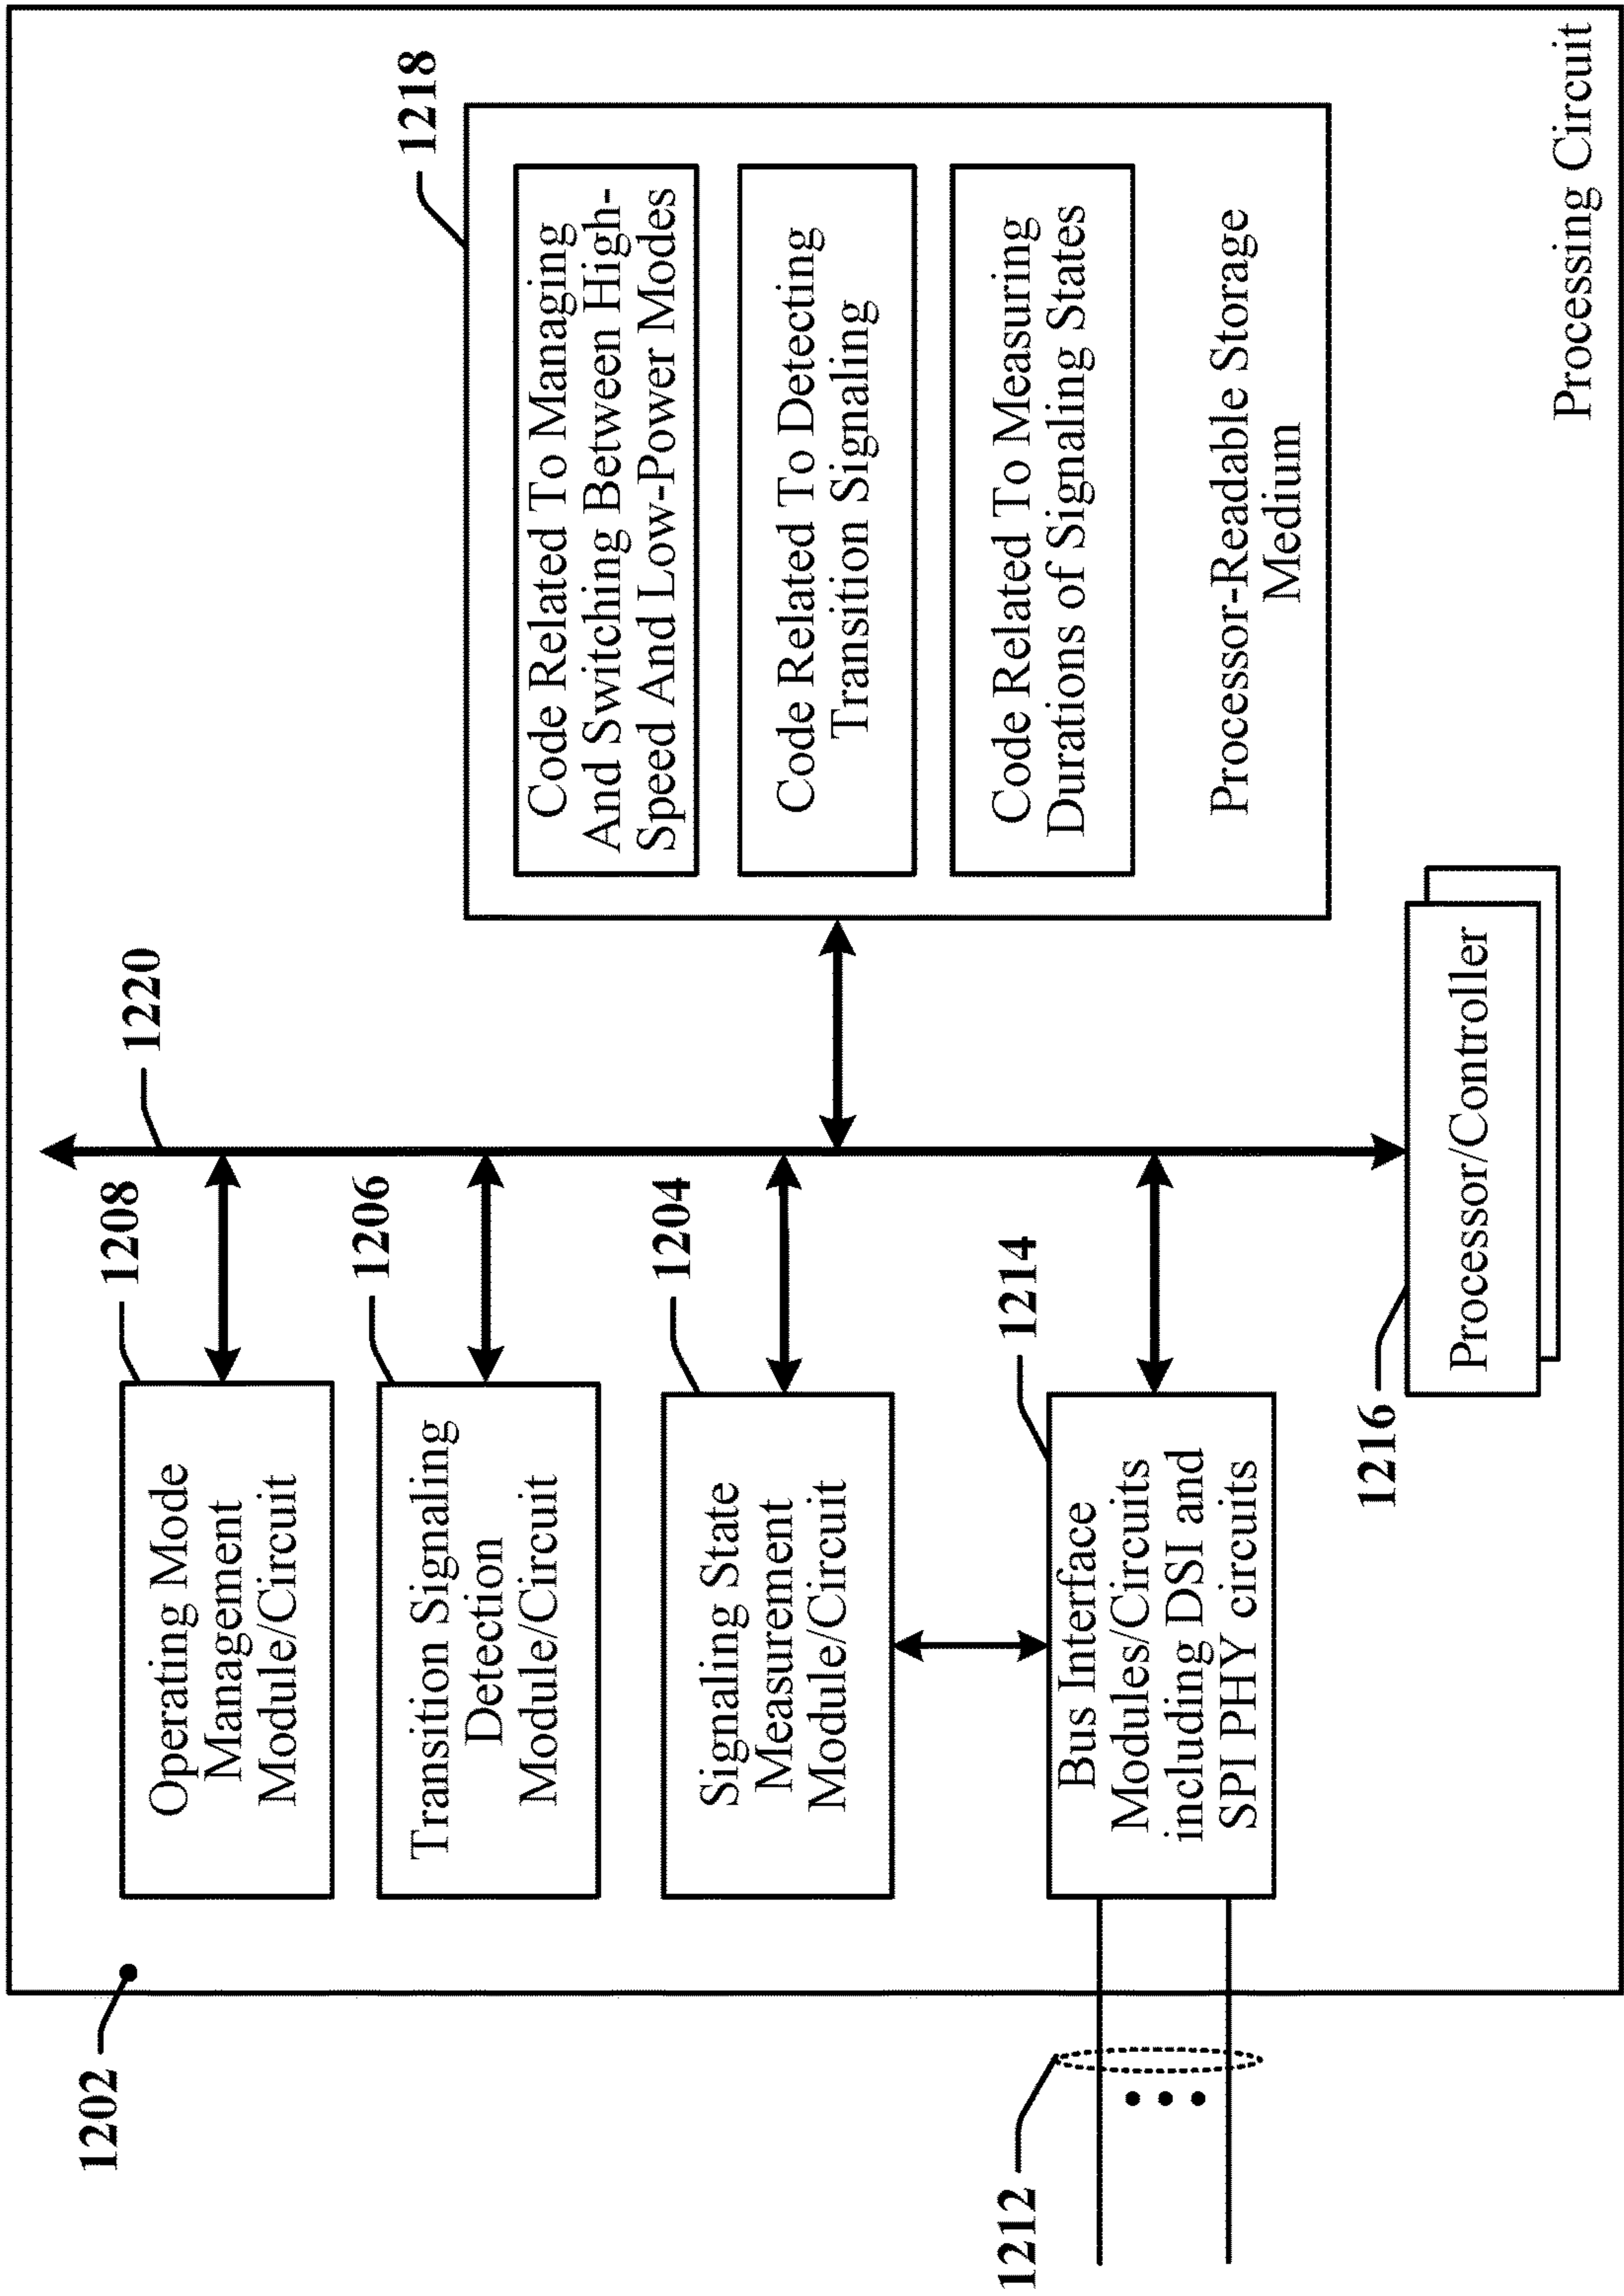 1202
1208
Operating Mode
Management
Module/Circuit
1206
Transition Signaling
Detection
Module/Circuit
1204
Signaling State
Measurement
Module/Circuit
1212
1214
Bus Interface
Modules/Circuits
including DSI and
SPI PHY circuits
1220
1216
Processor/Controller
1218
Code Related To Managing
And Switching Between High-
Speed And Low-Power Modes
Code Related To Detecting
Transition Signaling
Code Related To Measuring
Durations of Signaling States
Processor-Readable Storage
Medium
Processing Circuit